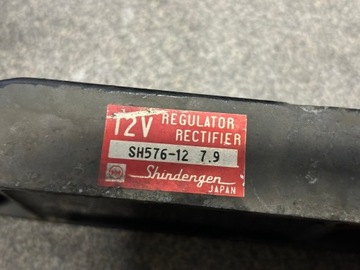 12V REGULATOR
RECTIFIER
SH576-12 7.9
Shindengen
JAPAN